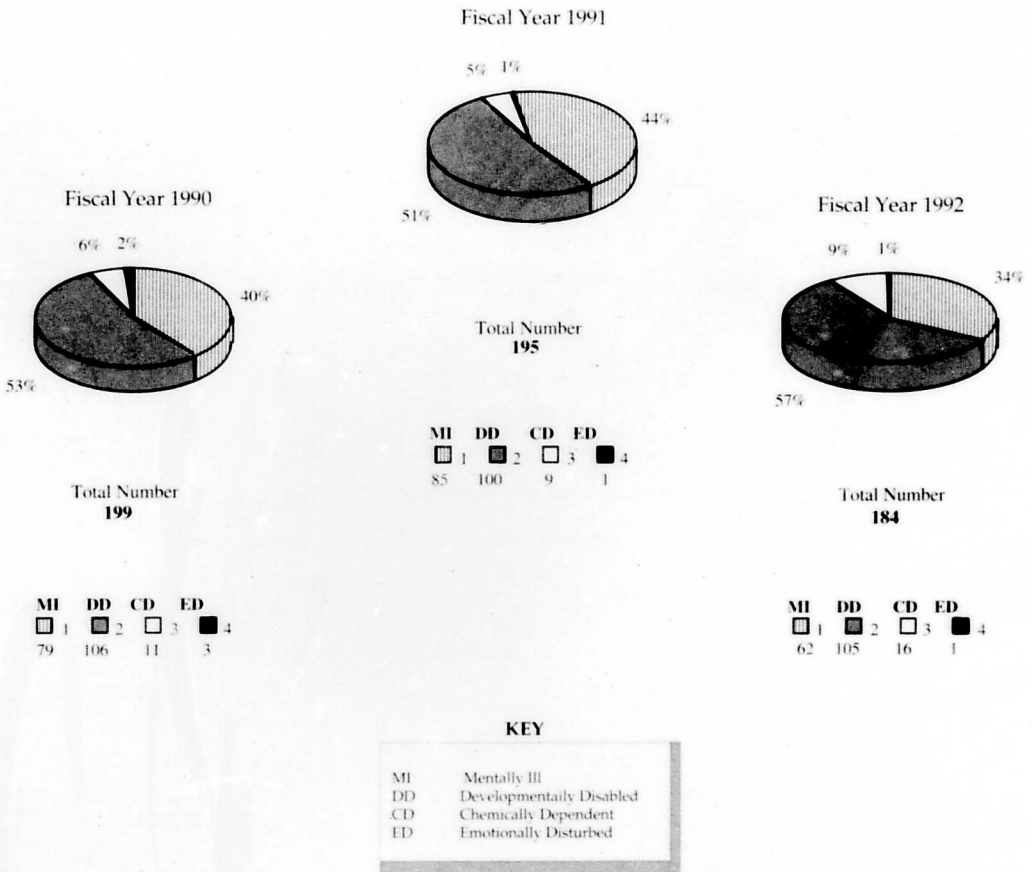 Fiscal Year 1991
5% 1%
44%
51%
Total Number
195
MI DD CD ED
1 2 3 4
85 100 9 1
Fiscal Year 1990
6% 2%
40%
53%
Total Number
199
MI DD CD ED
1 2 3 4
79 106 11 3
Fiscal Year 1992
9% 1%
34%
57%
Total Number
184
MI DD CD ED
1 2 3 4
62 105 16 1
KEY
MI Mentally Ill
DD Developmentally Disabled
CD Chemically Dependent
ED Emotionally Disturbed